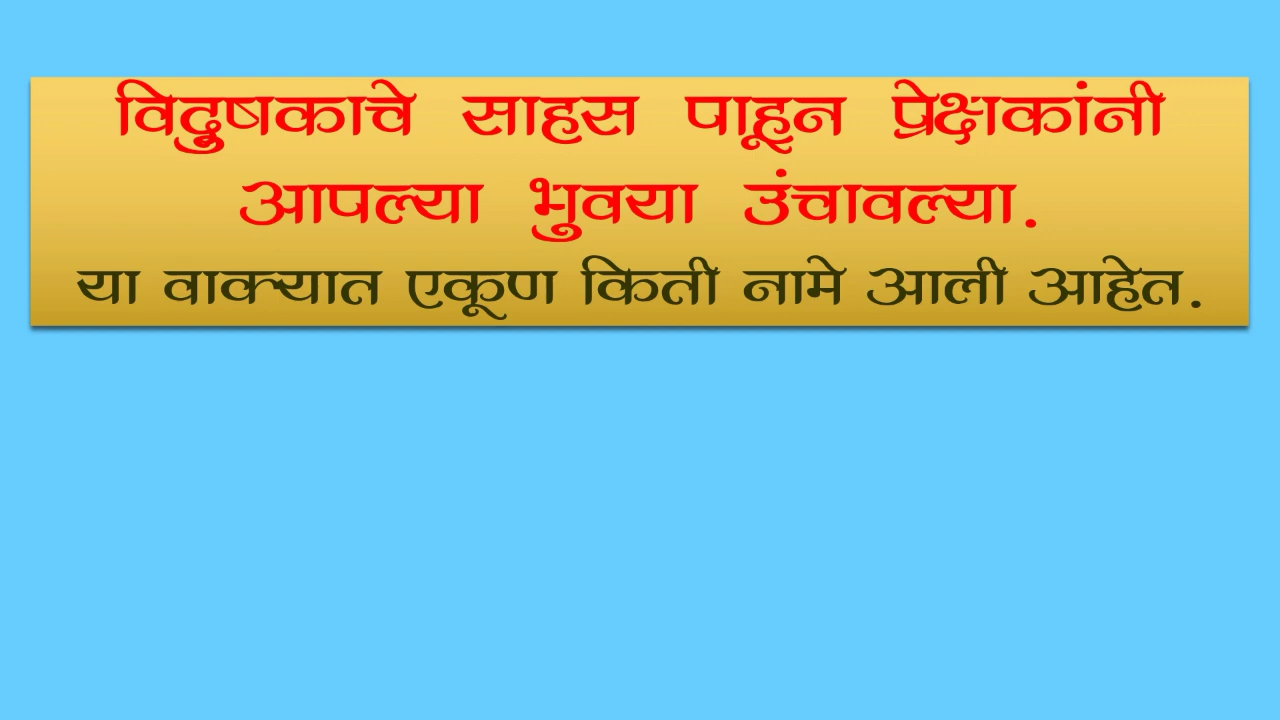 विदुषकाचे साहस पाहून प्रेक्षकांनी
आपल्या भुवया उंचावल्या.
या वाक्यात एकूण किती नामे आली आहेत.